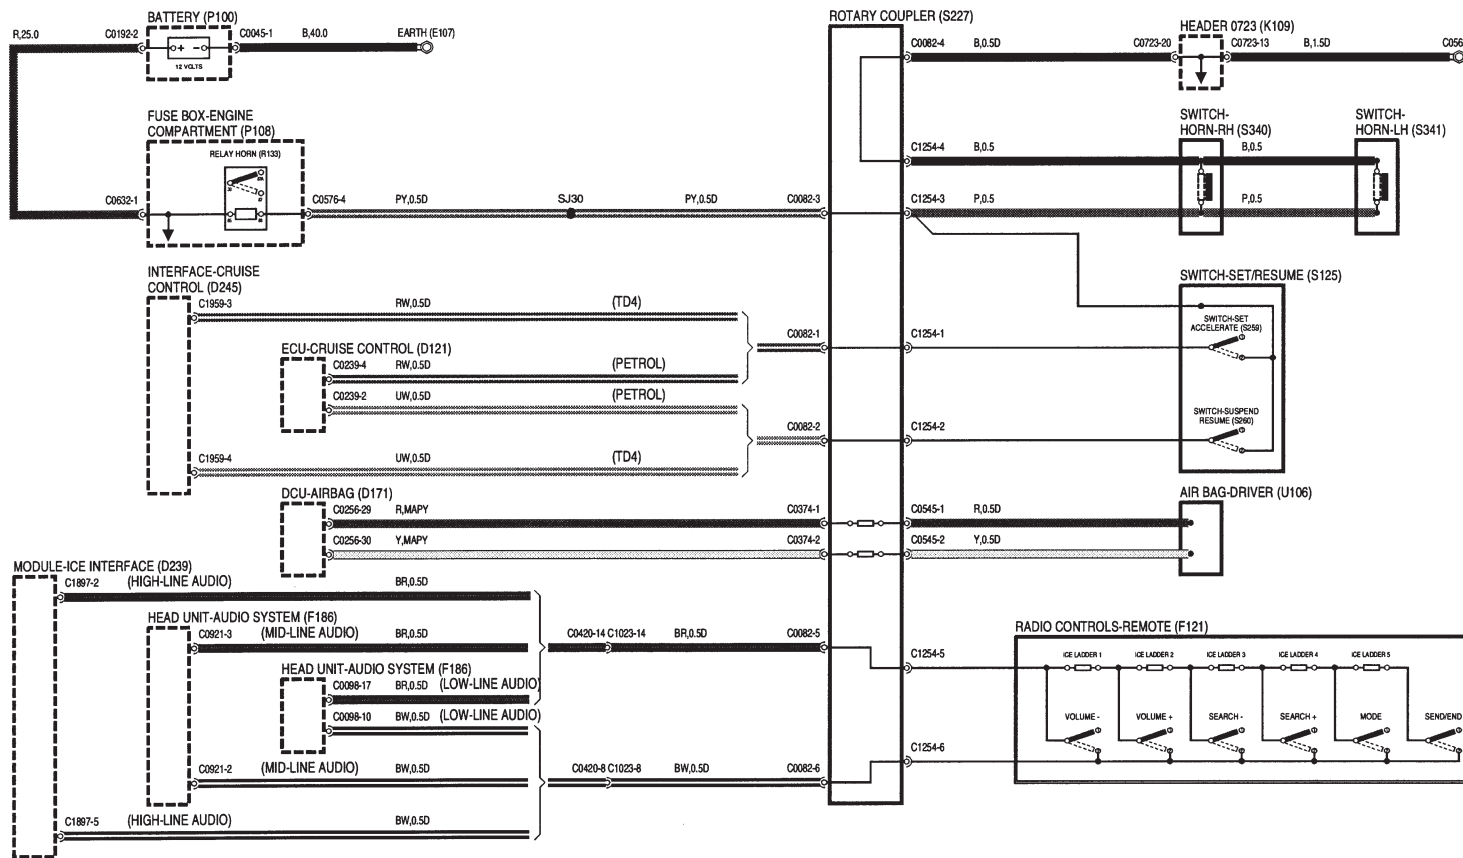 BATTERY (P100)
R,25.0
C0192-2
C0045-1
B,40.0
EARTH (E107)
+ -
12 VOLTS
ROTARY COUPLER (S227)
C0082-4
B,0.5D
C0723-20
HEADER 0723 (K109)
C0723-13
B,1.5D
C056
FUSE BOX-ENGINE
COMPARTMENT (P108)
RELAY HORN (R133)
C0632-1
C0576-4
PY,0.5D
SJ30
PY,0.5D
C0082-3
SWITCH-
HORN-RH (S340)
SWITCH-
HORN-LH (S341)
C1254-4
B,0.5
B,0.5
C1254-3
P,0.5
P,0.5
INTERFACE-CRUISE
CONTROL (D245)
C1959-3
RW,0.5D
(TD4)
C0082-1
C1254-1
ECU-CRUISE CONTROL (D121)
C0239-4
RW,0.5D
(PETROL)
C0239-2
UW,0.5D
(PETROL)
C0082-2
C1254-2
C1959-4
UW,0.5D
(TD4)
SWITCH-SET/RESUME (S125)
SWITCH-SET
ACCELERATE (S259)
SWITCH-SUSPEND
RESUME (S260)
DCU-AIRBAG (D171)
C0256-29
R,MAPY
C0374-1
C0545-1
R,0.5D
AIR BAG-DRIVER (U106)
C0256-30
Y,MAPY
C0374-2
C0545-2
Y,0.5D
MODULE-ICE INTERFACE (D239)
C1897-2
(HIGH-LINE AUDIO)
BR,0.5D
HEAD UNIT-AUDIO SYSTEM (F186)
C0921-3
(MID-LINE AUDIO)
BR,0.5D
C0420-14 C1023-14
BR,0.5D
C0082-5
C1254-5
HEAD UNIT-AUDIO SYSTEM (F186)
C0098-17
BR,0.5D
(LOW-LINE AUDIO)
C0098-10
BW,0.5D
(LOW-LINE AUDIO)
C0921-2
(MID-LINE AUDIO)
BW,0.5D
C0420-8 C1023-8
BW,0.5D
C0082-6
C1254-6
C1897-5
(HIGH-LINE AUDIO)
BW,0.5D
RADIO CONTROLS-REMOTE (F121)
ICE LADDER 1
ICE LADDER 2
ICE LADDER 3
ICE LADDER 4
ICE LADDER 5
VOLUME -
VOLUME +
SEARCH -
SEARCH +
MODE
SEND/END